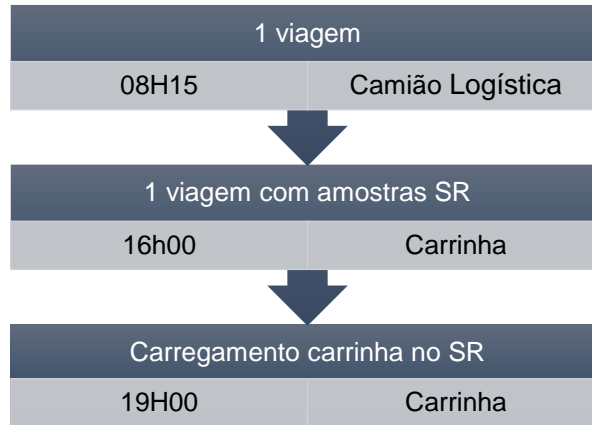 1 viagem
08H15 Camião Logística
1 viagem com amostras SR
16h00 Carrinha
Carregamento carrinha no SR
19H00 Carrinha